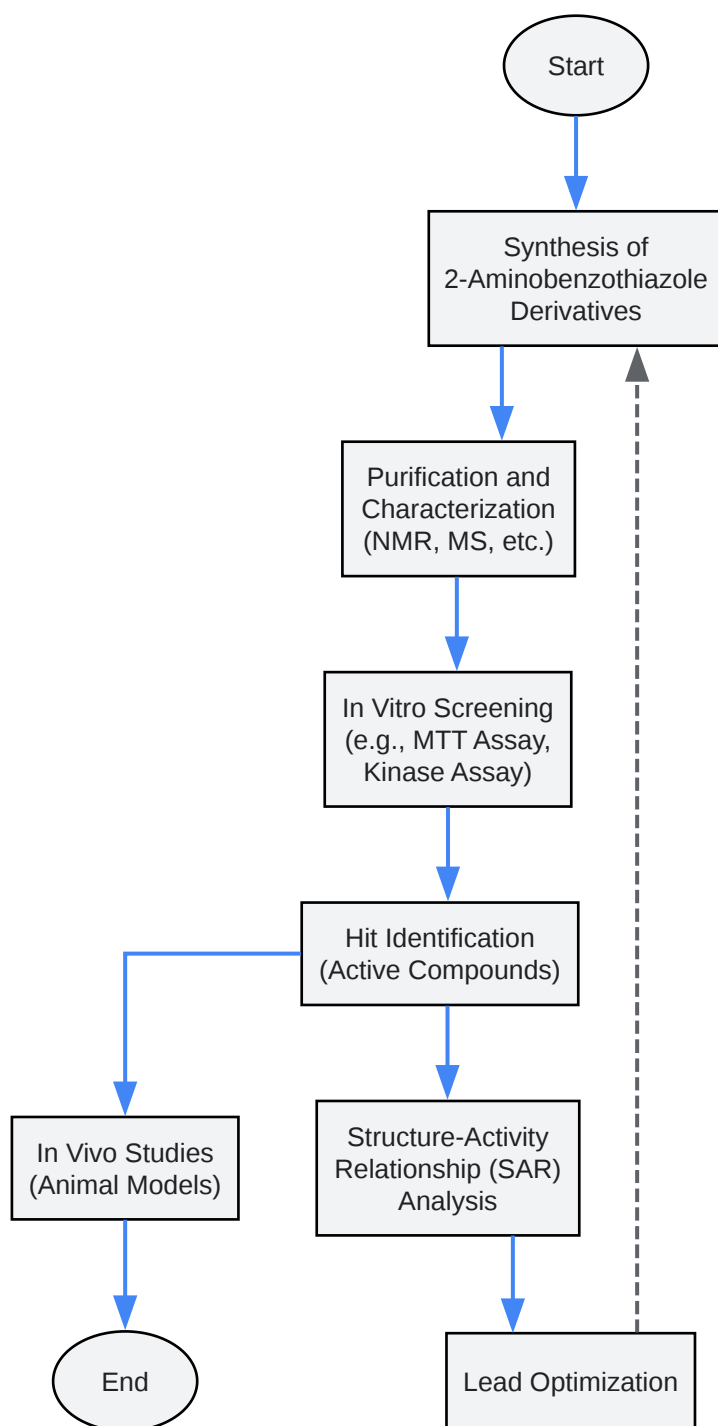 Start
Synthesis of
2-Aminobenzothiazole
Derivatives
Purification and
Characterization
(NMR, MS, etc.)
In Vitro Screening
(e.g., MTT Assay,
Kinase Assay)
Hit Identification
(Active Compounds)
In Vivo Studies
(Animal Models)
Structure-Activity
Relationship (SAR)
Analysis
End
Lead Optimization